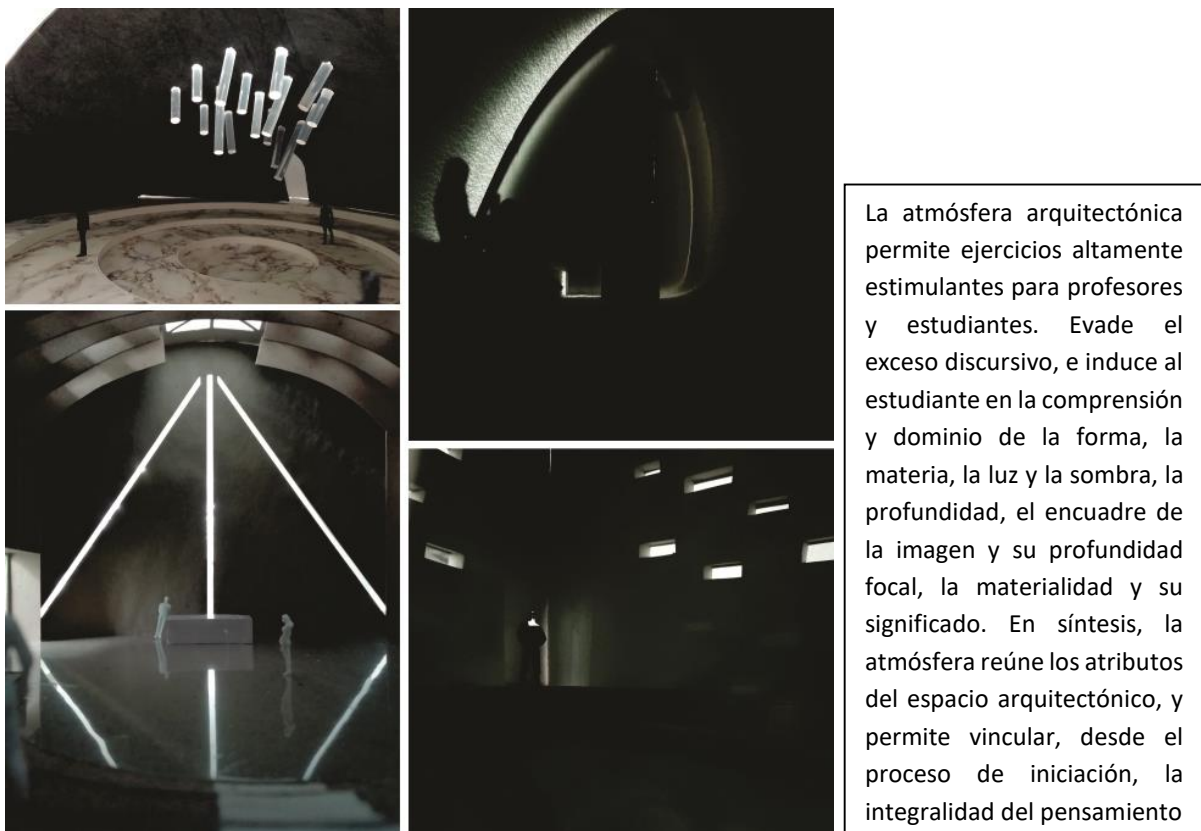 La atmósfera arquitectónica
permite ejercicios altamente
estimulantes para profesores
y estudiantes. Evade el
exceso discursivo, e induce al
estudiante en la comprensión
y dominio de la forma, la
materia, la luz y la sombra, la
profundidad, el encuadre de
la imagen y su profundidad
focal, la materialidad y su
significado. En síntesis, la
atmósfera reúne los atributos
del espacio arquitectónico, y
permite vincular, desde el
proceso de iniciación, la
integralidad del pensamiento